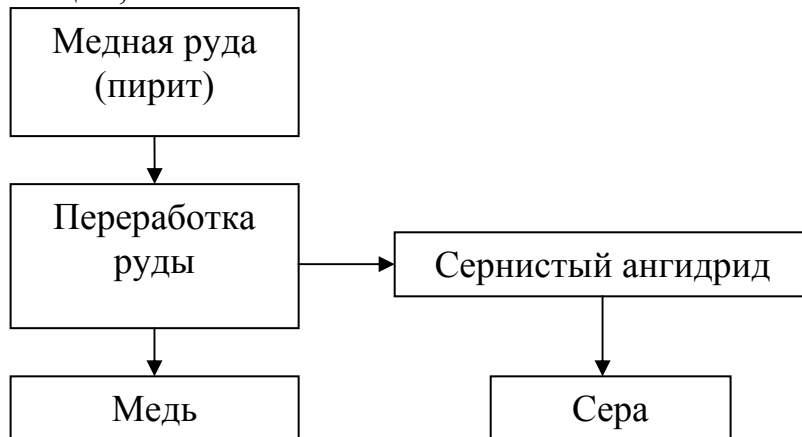 Медная руда
(пирит)
Переработка
руды
Сернистый ангидрид
Медь
Сера